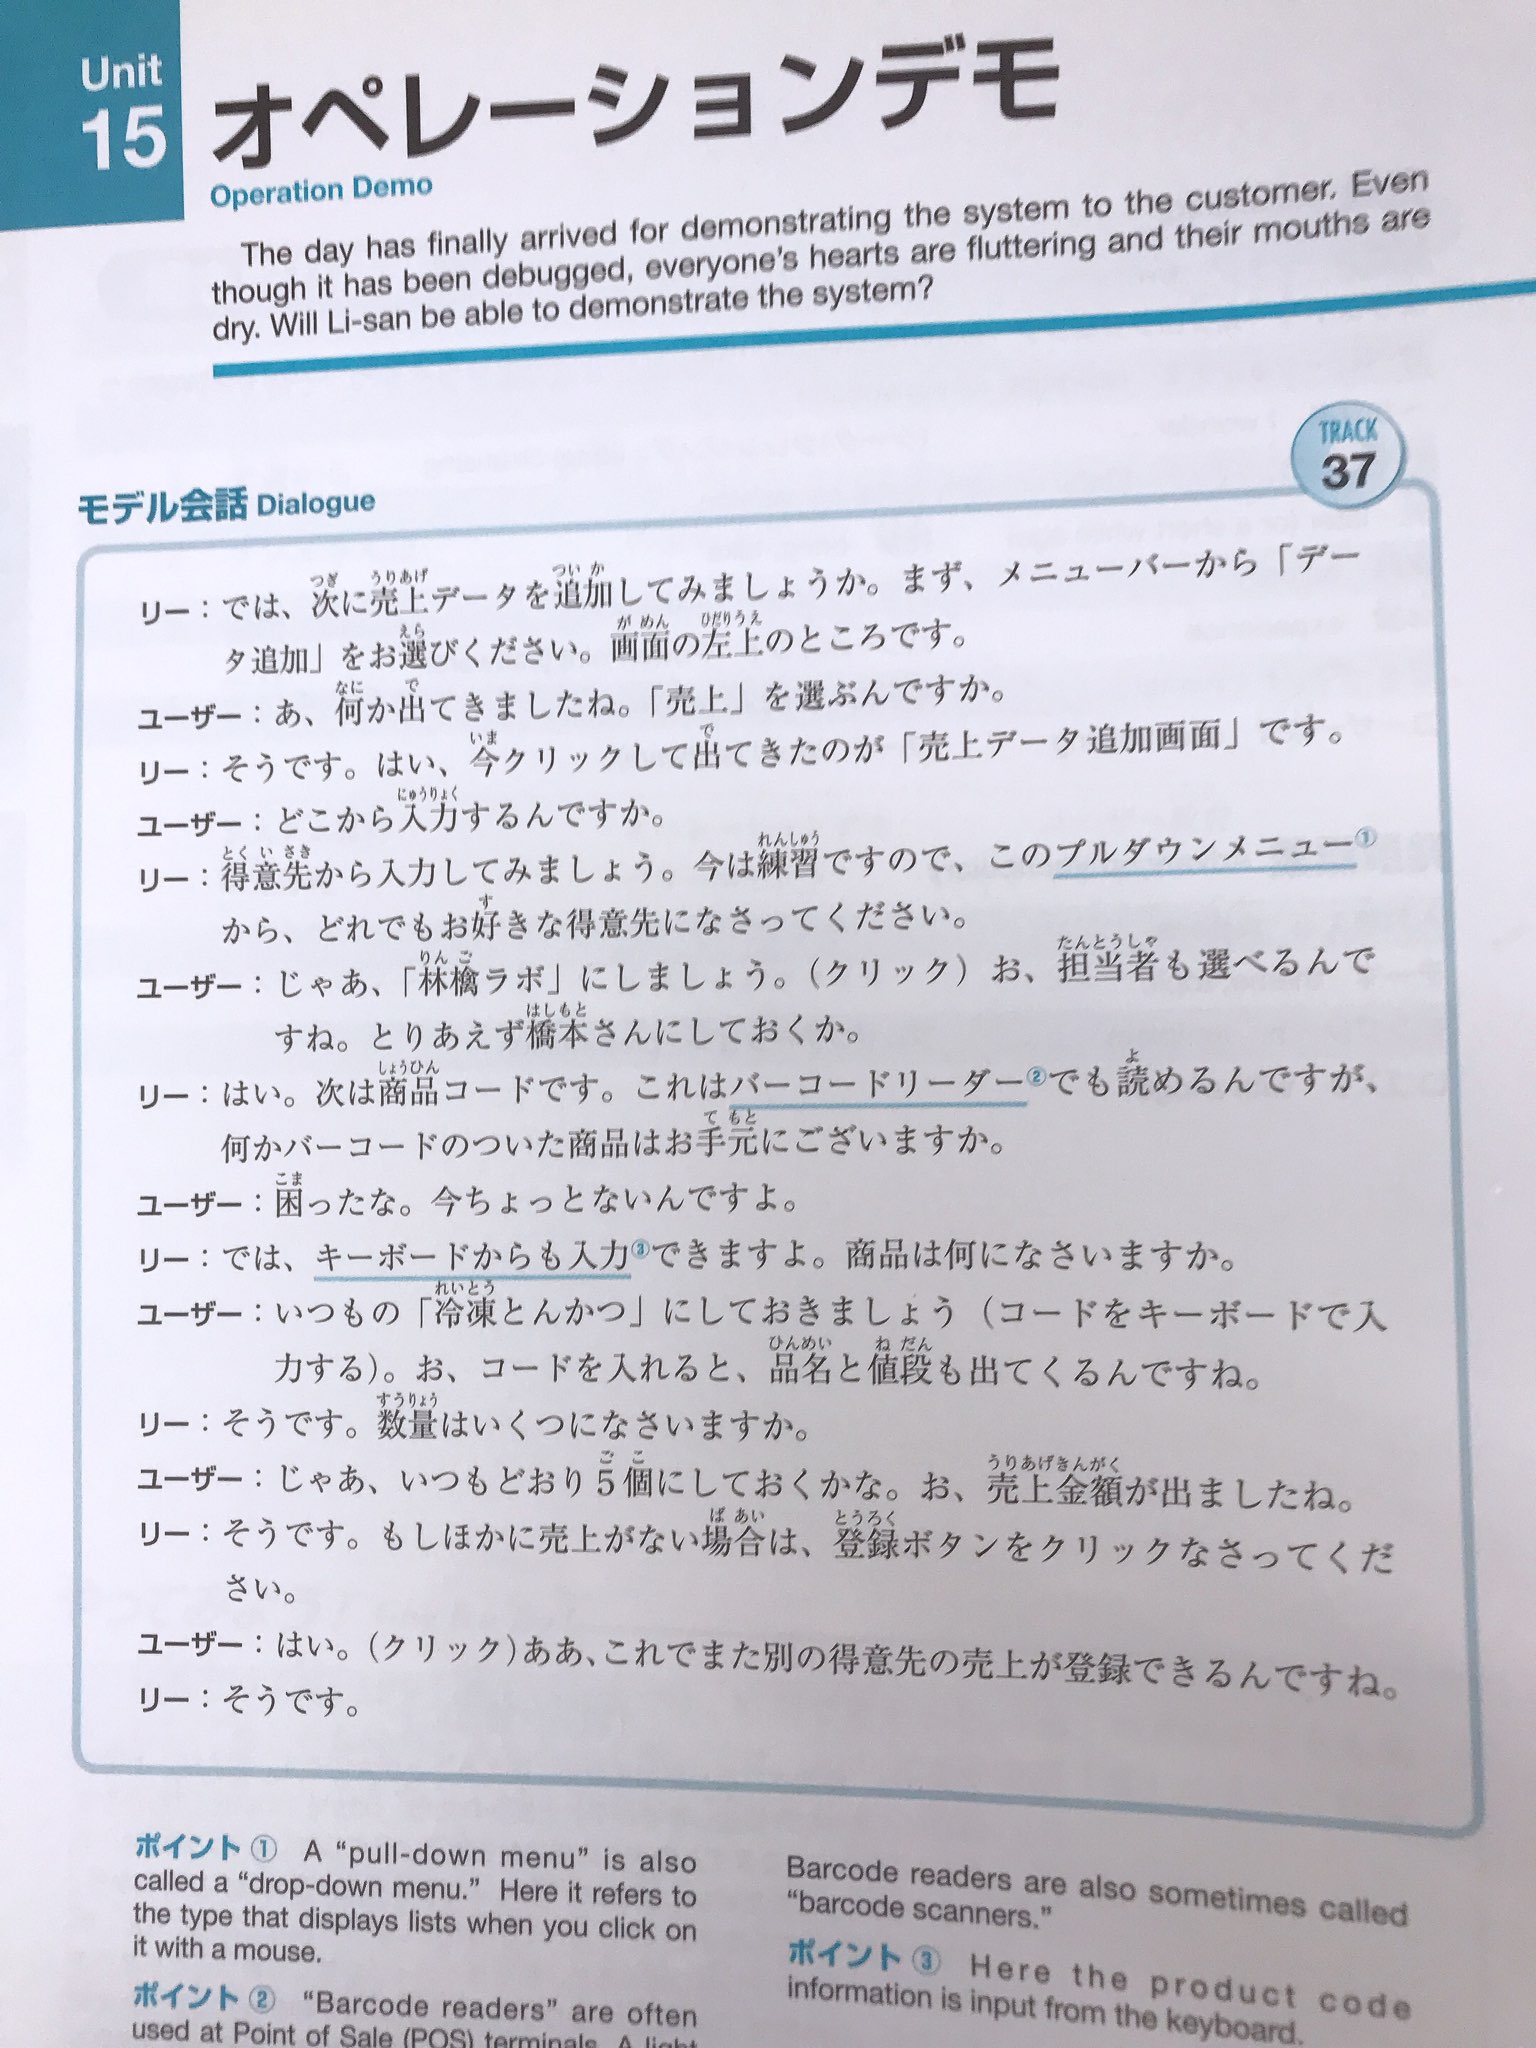 Unit
15
オペレーションデモ
Operation Demo
The day has finally arrived for demonstrating the system to the customer. Even
though it has been debugged, everyone's hearts are fluttering and their mouths are
dry. Will Li-san be able to demonstrate the system?
TRACK
37
モデル会話 Dialogue
リー：では、次に売上データを追加してみましょうか。まず、メニューバーから「デー
タ追加」をお選びください。画面の左上のところです。
ユーザー：あ、何か出てきましたね。「売上」を選ぶんですか。
リー：そうです。はい、今クリックして出てきたのが「売上データ追加画面」です。
ユーザー：どこから入力するんですか。
リー：得意先から入力してみましょう。今は練習ですので、このプルダウンメニュー①
から、どれでもお好きな得意先になさってください。
ユーザー：じゃあ、「林檎ラボ」にしましょう。（クリック）お、担当者も選べるんで
すね。とりあえず橋本さんにしておくか。
リー：はい。次は商品コードです。これはバーコードリーダー②でも読めるんですが、
何かバーコードのついた商品はお手元にございますか。
ユーザー：困ったな。今ちょっとないんですよ。
リー：では、キーボードからも入力③できますよ。商品は何になさいますか。
ユーザー：いつもの「冷凍とんかつ」にしておきましょう（コードをキーボードで入
力する）。お、コードを入れると、品名と値段も出てくるんですね。
リー：そうです。数量はいくつになさいますか。
ユーザー：じゃあ、いつもどおり5個にしておくかな。お、売上金額が出ましたね。
リー：そうです。もしほかに売上がない場合は、登録ボタンをクリックなさってくだ
さい。
ユーザー：はい。（クリック）ああ、これでまた別の得意先の売上が登録できるんですね。
リー：そうです。
ポイント① A “pull-down menu” is also
called a “drop-down menu.” Here it refers to
the type that displays lists when you click on
it with a mouse.
ポイント② “Barcode readers” are often
used at Point of Sale (POS) terminals. A light
Barcode readers are also sometimes called
“barcode scanners.”
ポイント③ Here the product code
information is input from the keyboard.